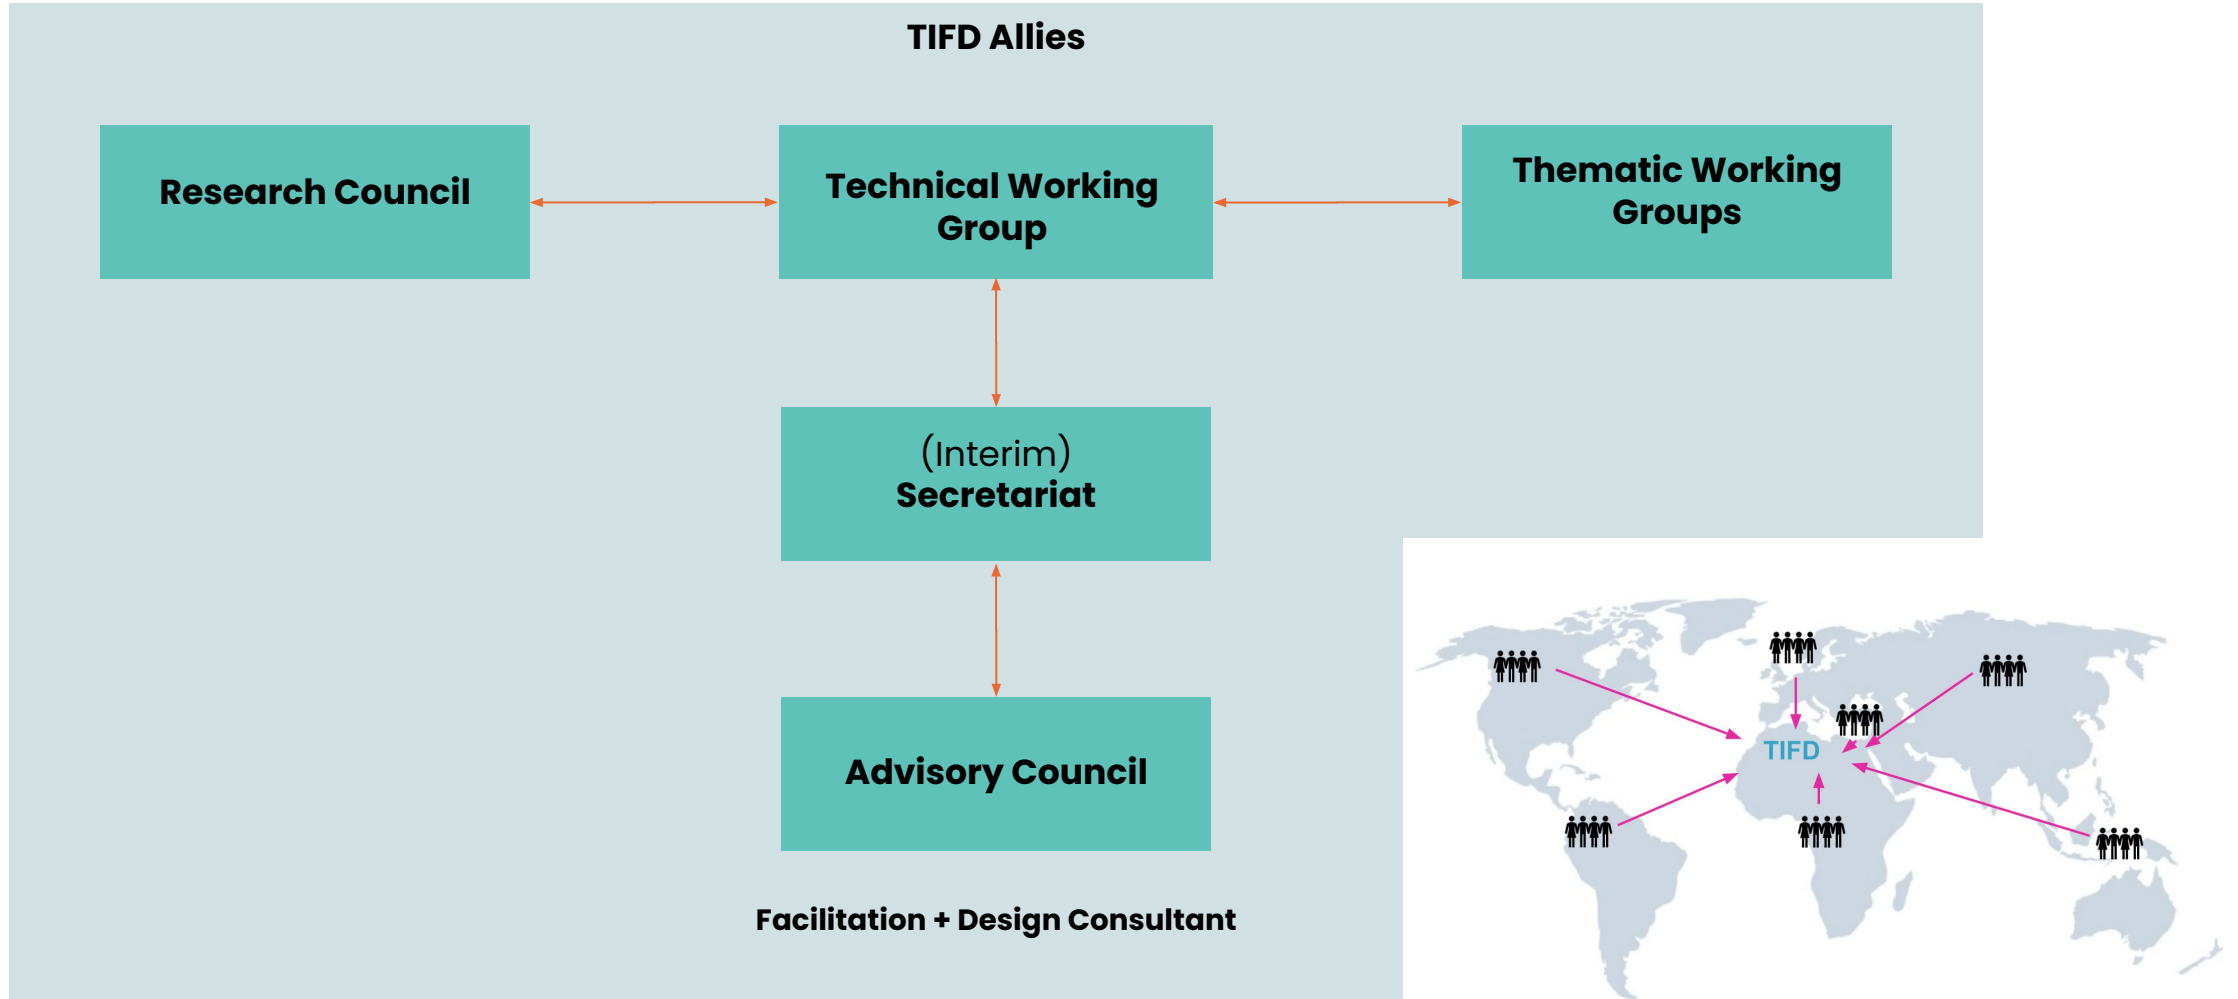 TIFD Allies
Research Council
Technical Working
Group
Thematic Working
Groups
(Interim)
Secretariat
Advisory Council
Facilitation + Design Consultant
TIFD